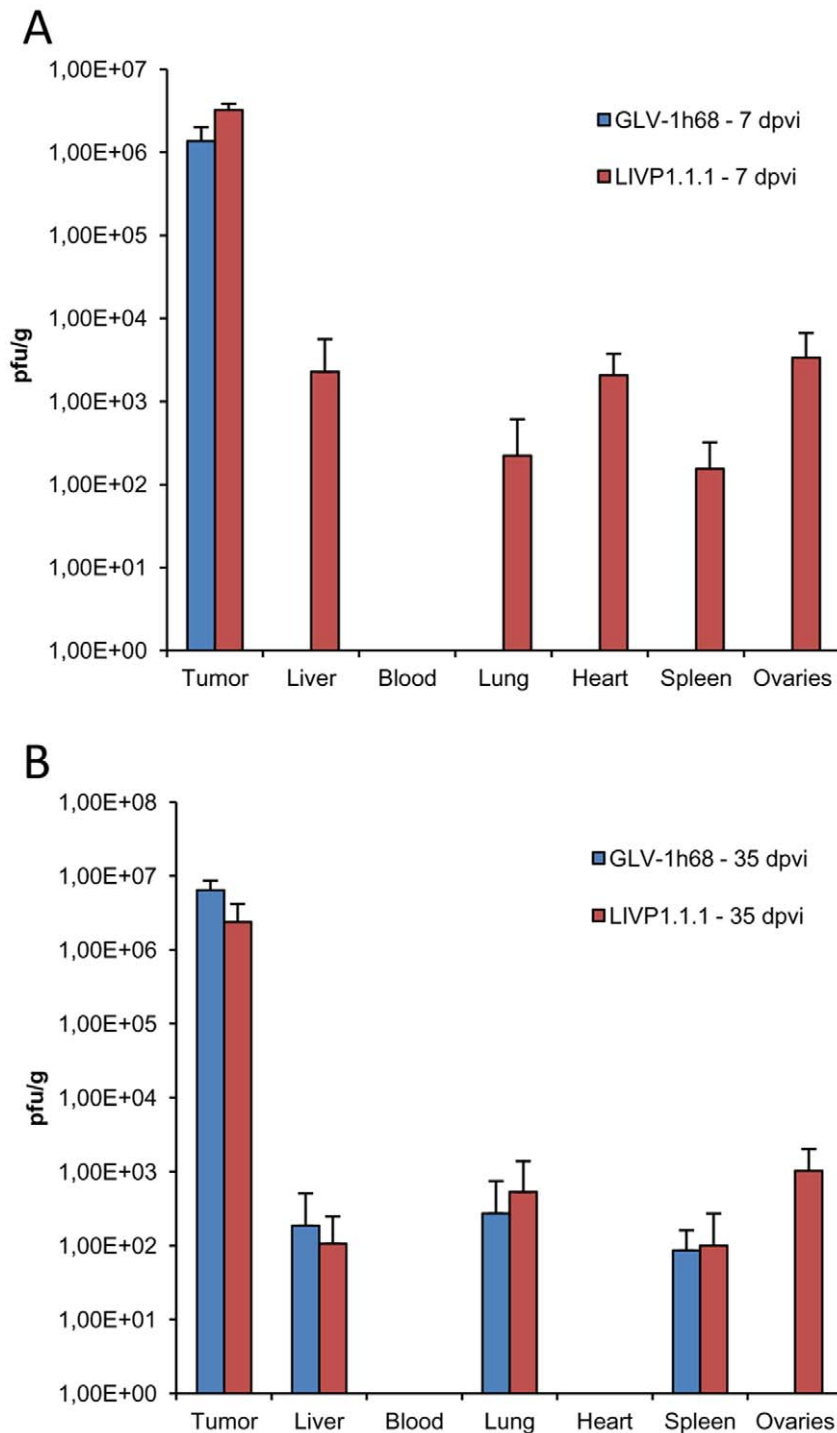 A
1,00E+07
1,00E+06
1,00E+05
1,00E+04
1,00E+03
1,00E+02
1,00E+01
1,00E+00
pfu/g
GLV-1h68 - 7 dpvi
LIVP1.1.1 - 7 dpvi
Tumor Liver Blood Lung Heart Spleen Ovaries
B
1,00E+08
1,00E+07
1,00E+06
1,00E+05
1,00E+04
1,00E+03
1,00E+02
1,00E+01
1,00E+00
pfu/g
GLV-1h68 - 35 dpvi
LIVP1.1.1 - 35 dpvi
Tumor Liver Blood Lung Heart Spleen Ovaries